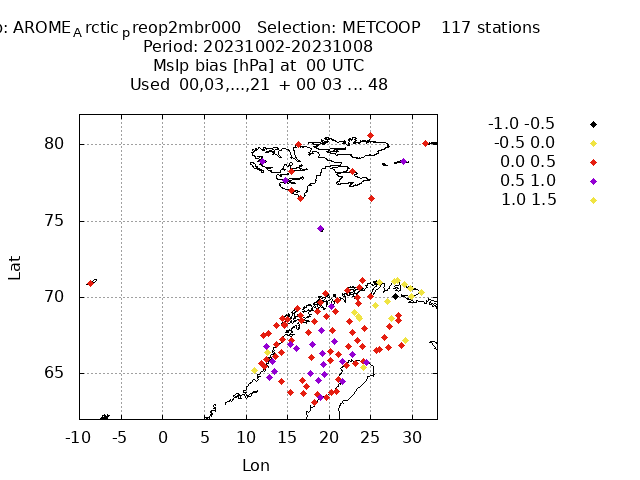 p: AROME_Arctic_preop2mbr000 Selection: METCOOP 117 stations
Period: 20231002-20231008
Mslp bias [hPa] at 00 UTC
Used 00,03,...,21 + 00 03 ... 48
-1.0 -0.5
-0.5 0.0
0.0 0.5
0.5 1.0
1.0 1.5
Lat
80
75
70
65
-10 -5 0 5 10 15 20 25 30
Lon